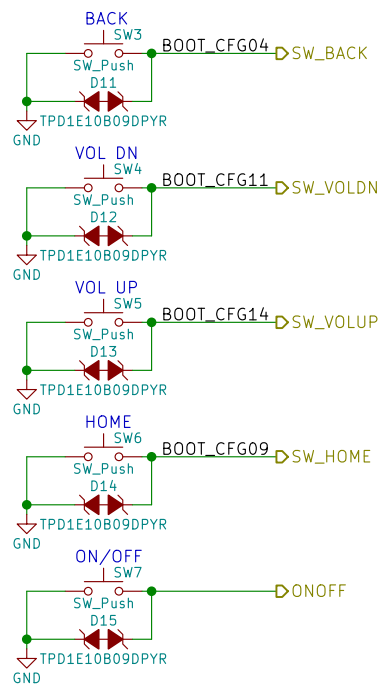 BACK
SW3
BOOT_CFG04
SW_BACK
SW_Push
D11
TPD1E10B09DPYR
GND
VOL DN
SW4
BOOT_CFG11
SW_VOLDN
SW_Push
D12
TPD1E10B09DPYR
GND
VOL UP
SW5
BOOT_CFG14
SW_VOLUP
SW_Push
D13
TPD1E10B09DPYR
GND
HOME
SW6
BOOT_CFG09
SW_HOME
SW_Push
D14
TPD1E10B09DPYR
GND
ON/OFF
SW7
ONOFF
SW_Push
D15
TPD1E10B09DPYR
GND